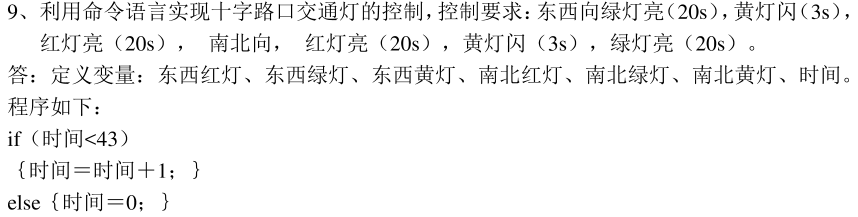 9、利用命令语言实现十字路口交通灯的控制，控制要求：东西向绿灯亮（20s），黄灯闪（3s），
红灯亮（20s）， 南北向， 红灯亮（20s），黄灯闪（3s），绿灯亮（20s）。
答：定义变量：东西红灯、东西绿灯、东西黄灯、南北红灯、南北绿灯、南北黄灯、时间。
程序如下：
if（时间<43）
｛时间＝时间＋1；｝
else｛时间＝0；｝